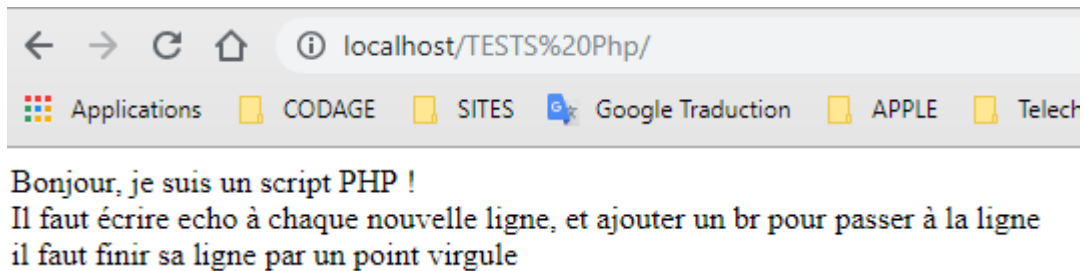 localhost/TESTS%20Php/
Applications CODAGE SITES Google Traduction APPLE Telech
Bonjour, je suis un script PHP !
Il faut écrire echo à chaque nouvelle ligne, et ajouter un br pour passer à la ligne
il faut finir sa ligne par un point virgule